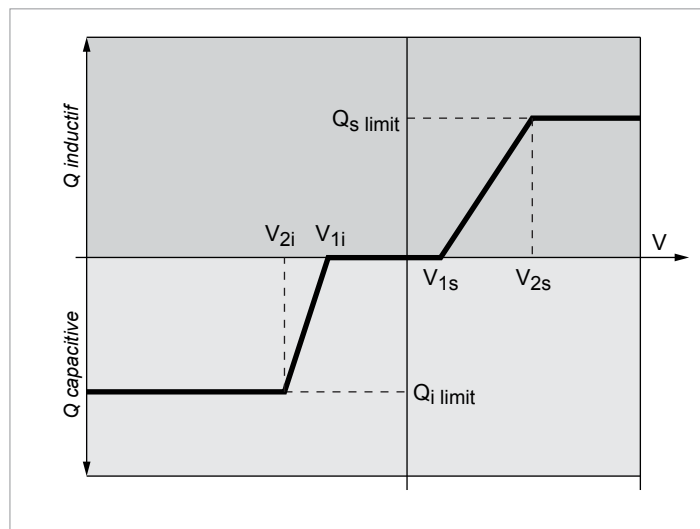 Q inductif
Q capacitive
Qs limit
V2i
V1i
V
V1s
V2s
Qi limit